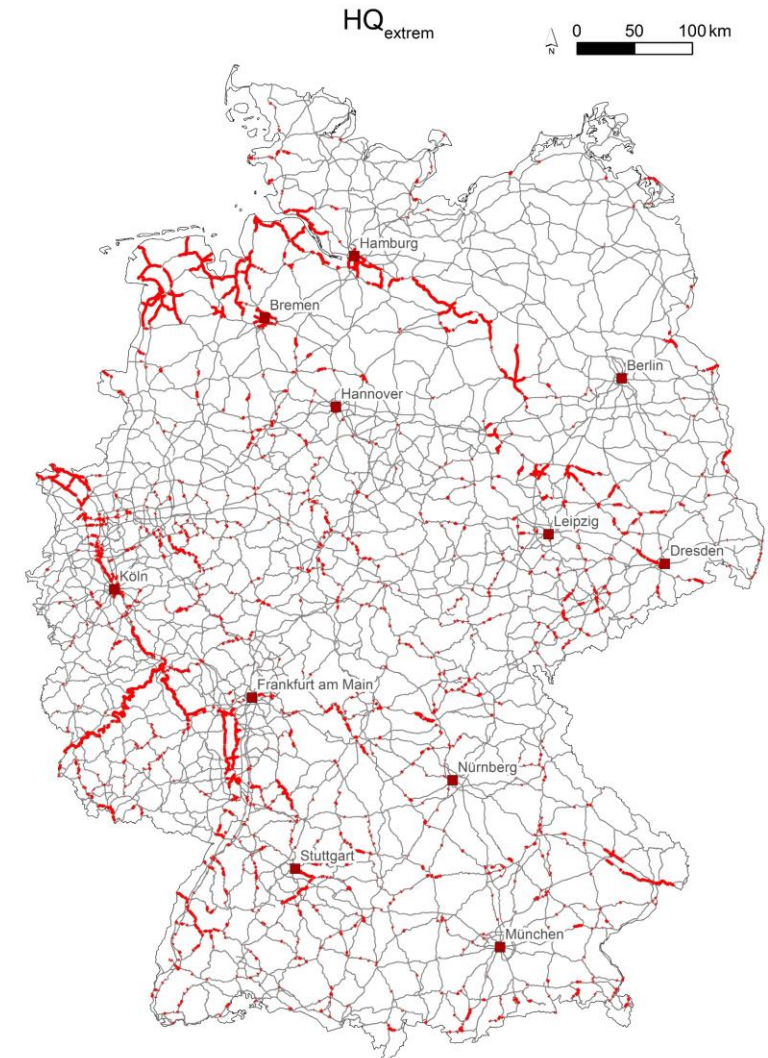 HQextrem
N
0 50 100 km
Hamburg
Bremen
Berlin
Hannover
Leipzig
Dresden
Köln
Frankfurt am Main
Nürnberg
Stuttgart
München